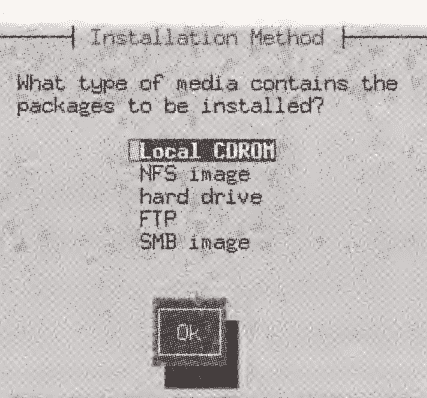 Installation Method
What type of media contains the
packages to be installed?
Local CDROM
NFS image
hard drive
FTP
SMB image
Ok